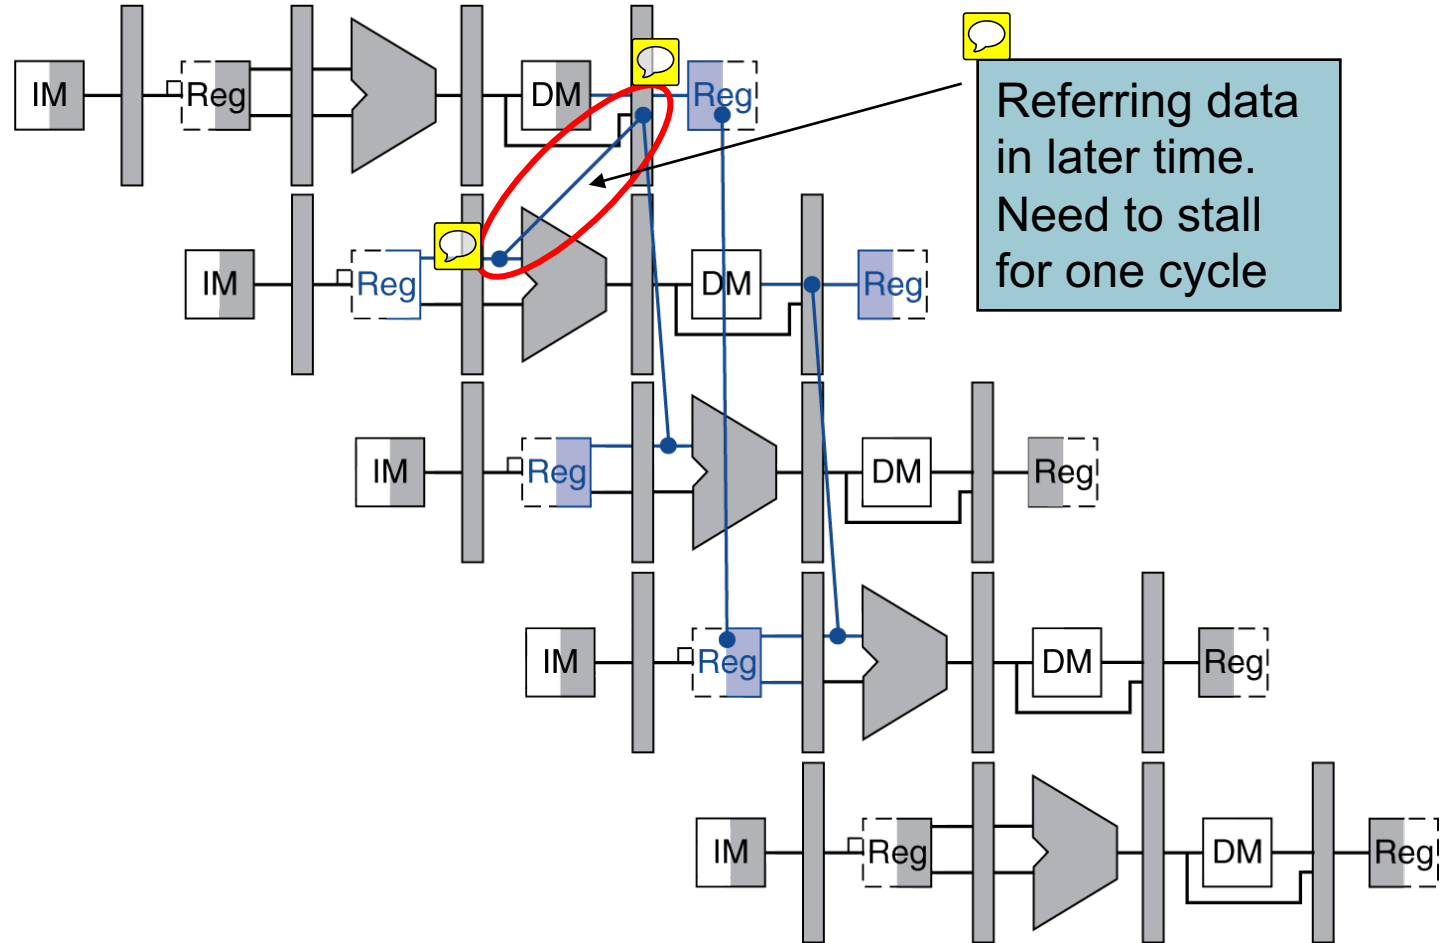 IM Reg DM Reg
Referring data
in later time.
Need to stall
for one cycle
IM Reg DM Reg
IM Reg DM Reg
IM Reg DM Reg
IM Reg DM Reg